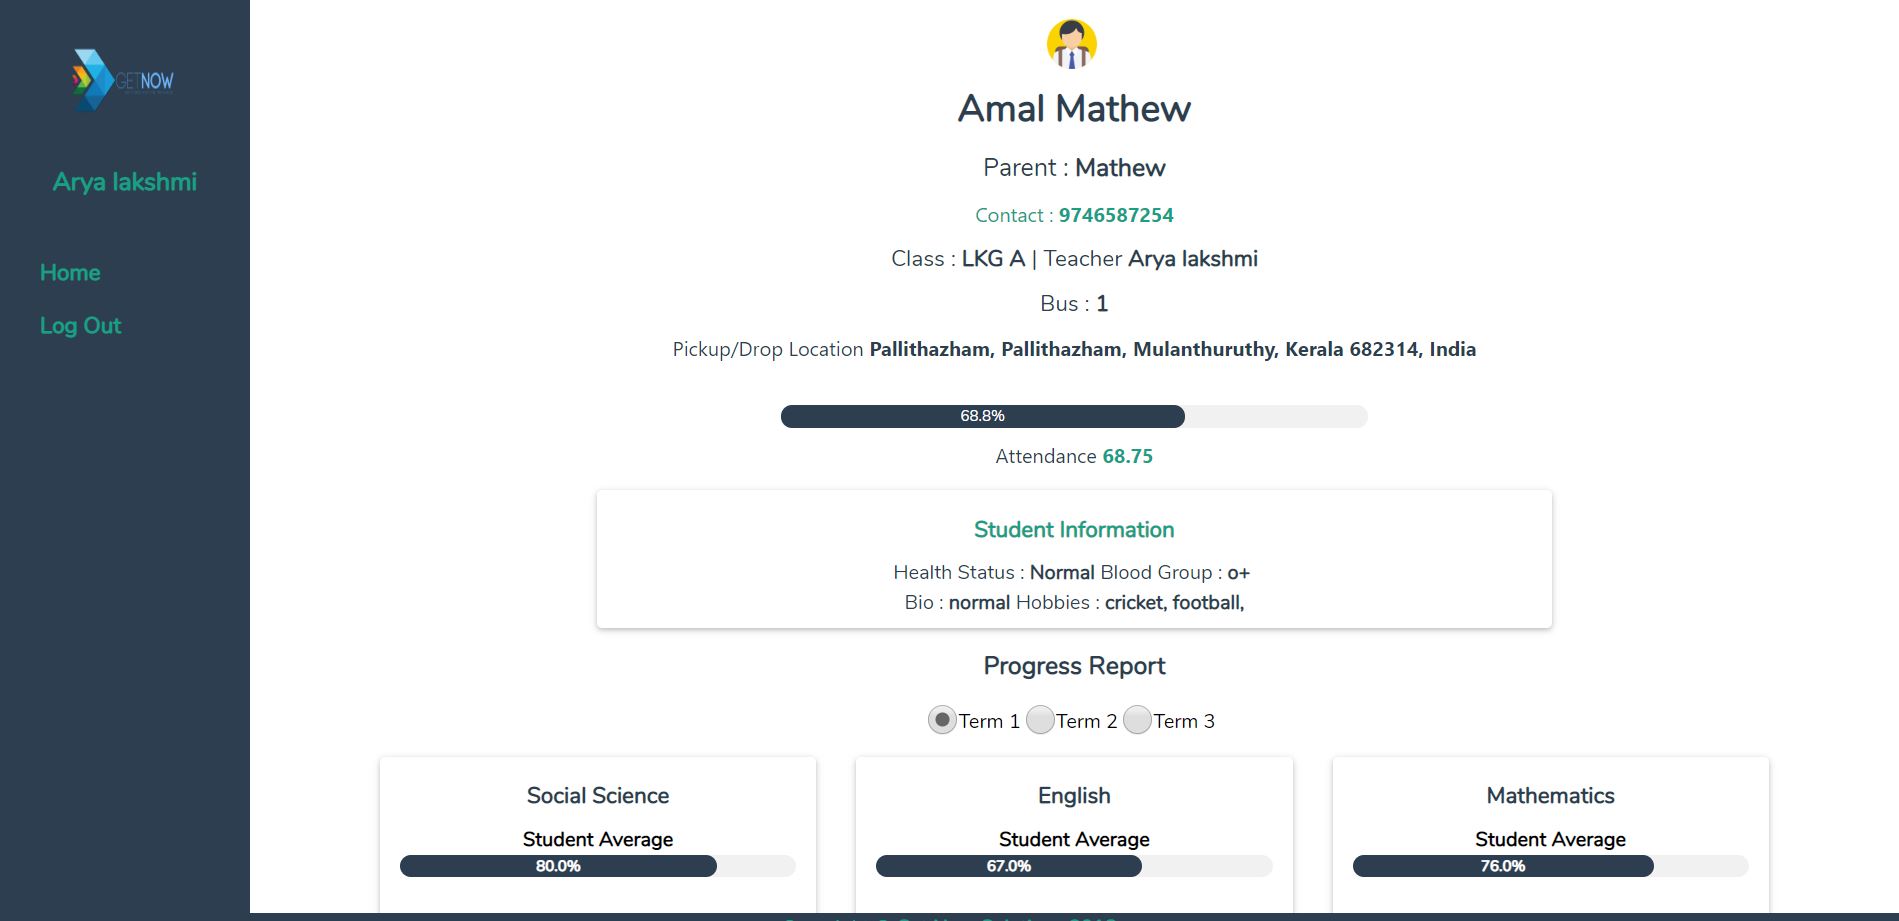 GETNOW
Arya lakshmi
Home
Log Out
Amal Mathew
Parent : Mathew
Contact : 9746587254
Class : LKG A | Teacher Arya lakshmi
Bus : 1
Pickup/Drop Location Pallithazham, Pallithazham, Mulanthuruthy, Kerala 682314, India
68.8%
Attendance 68.75
Student Information
Health Status : Normal Blood Group : o+
Bio : normal Hobbies : cricket, football,
Progress Report
Term 1 Term 2 Term 3
Social Science
Student Average
80.0%
English
Student Average
67.0%
Mathematics
Student Average
76.0%